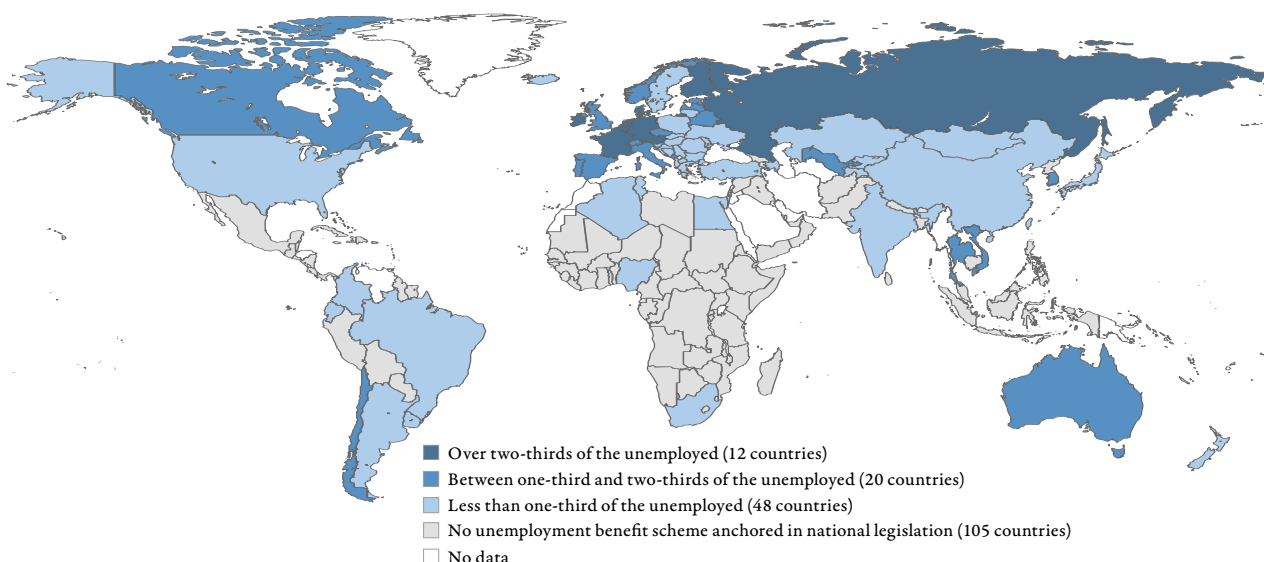 Over two-thirds of the unemployed (12 countries)
Between one-third and two-thirds of the unemployed (20 countries)
Less than one-third of the unemployed (48 countries)
No unemployment benefit scheme anchored in national legislation (105 countries)
No data